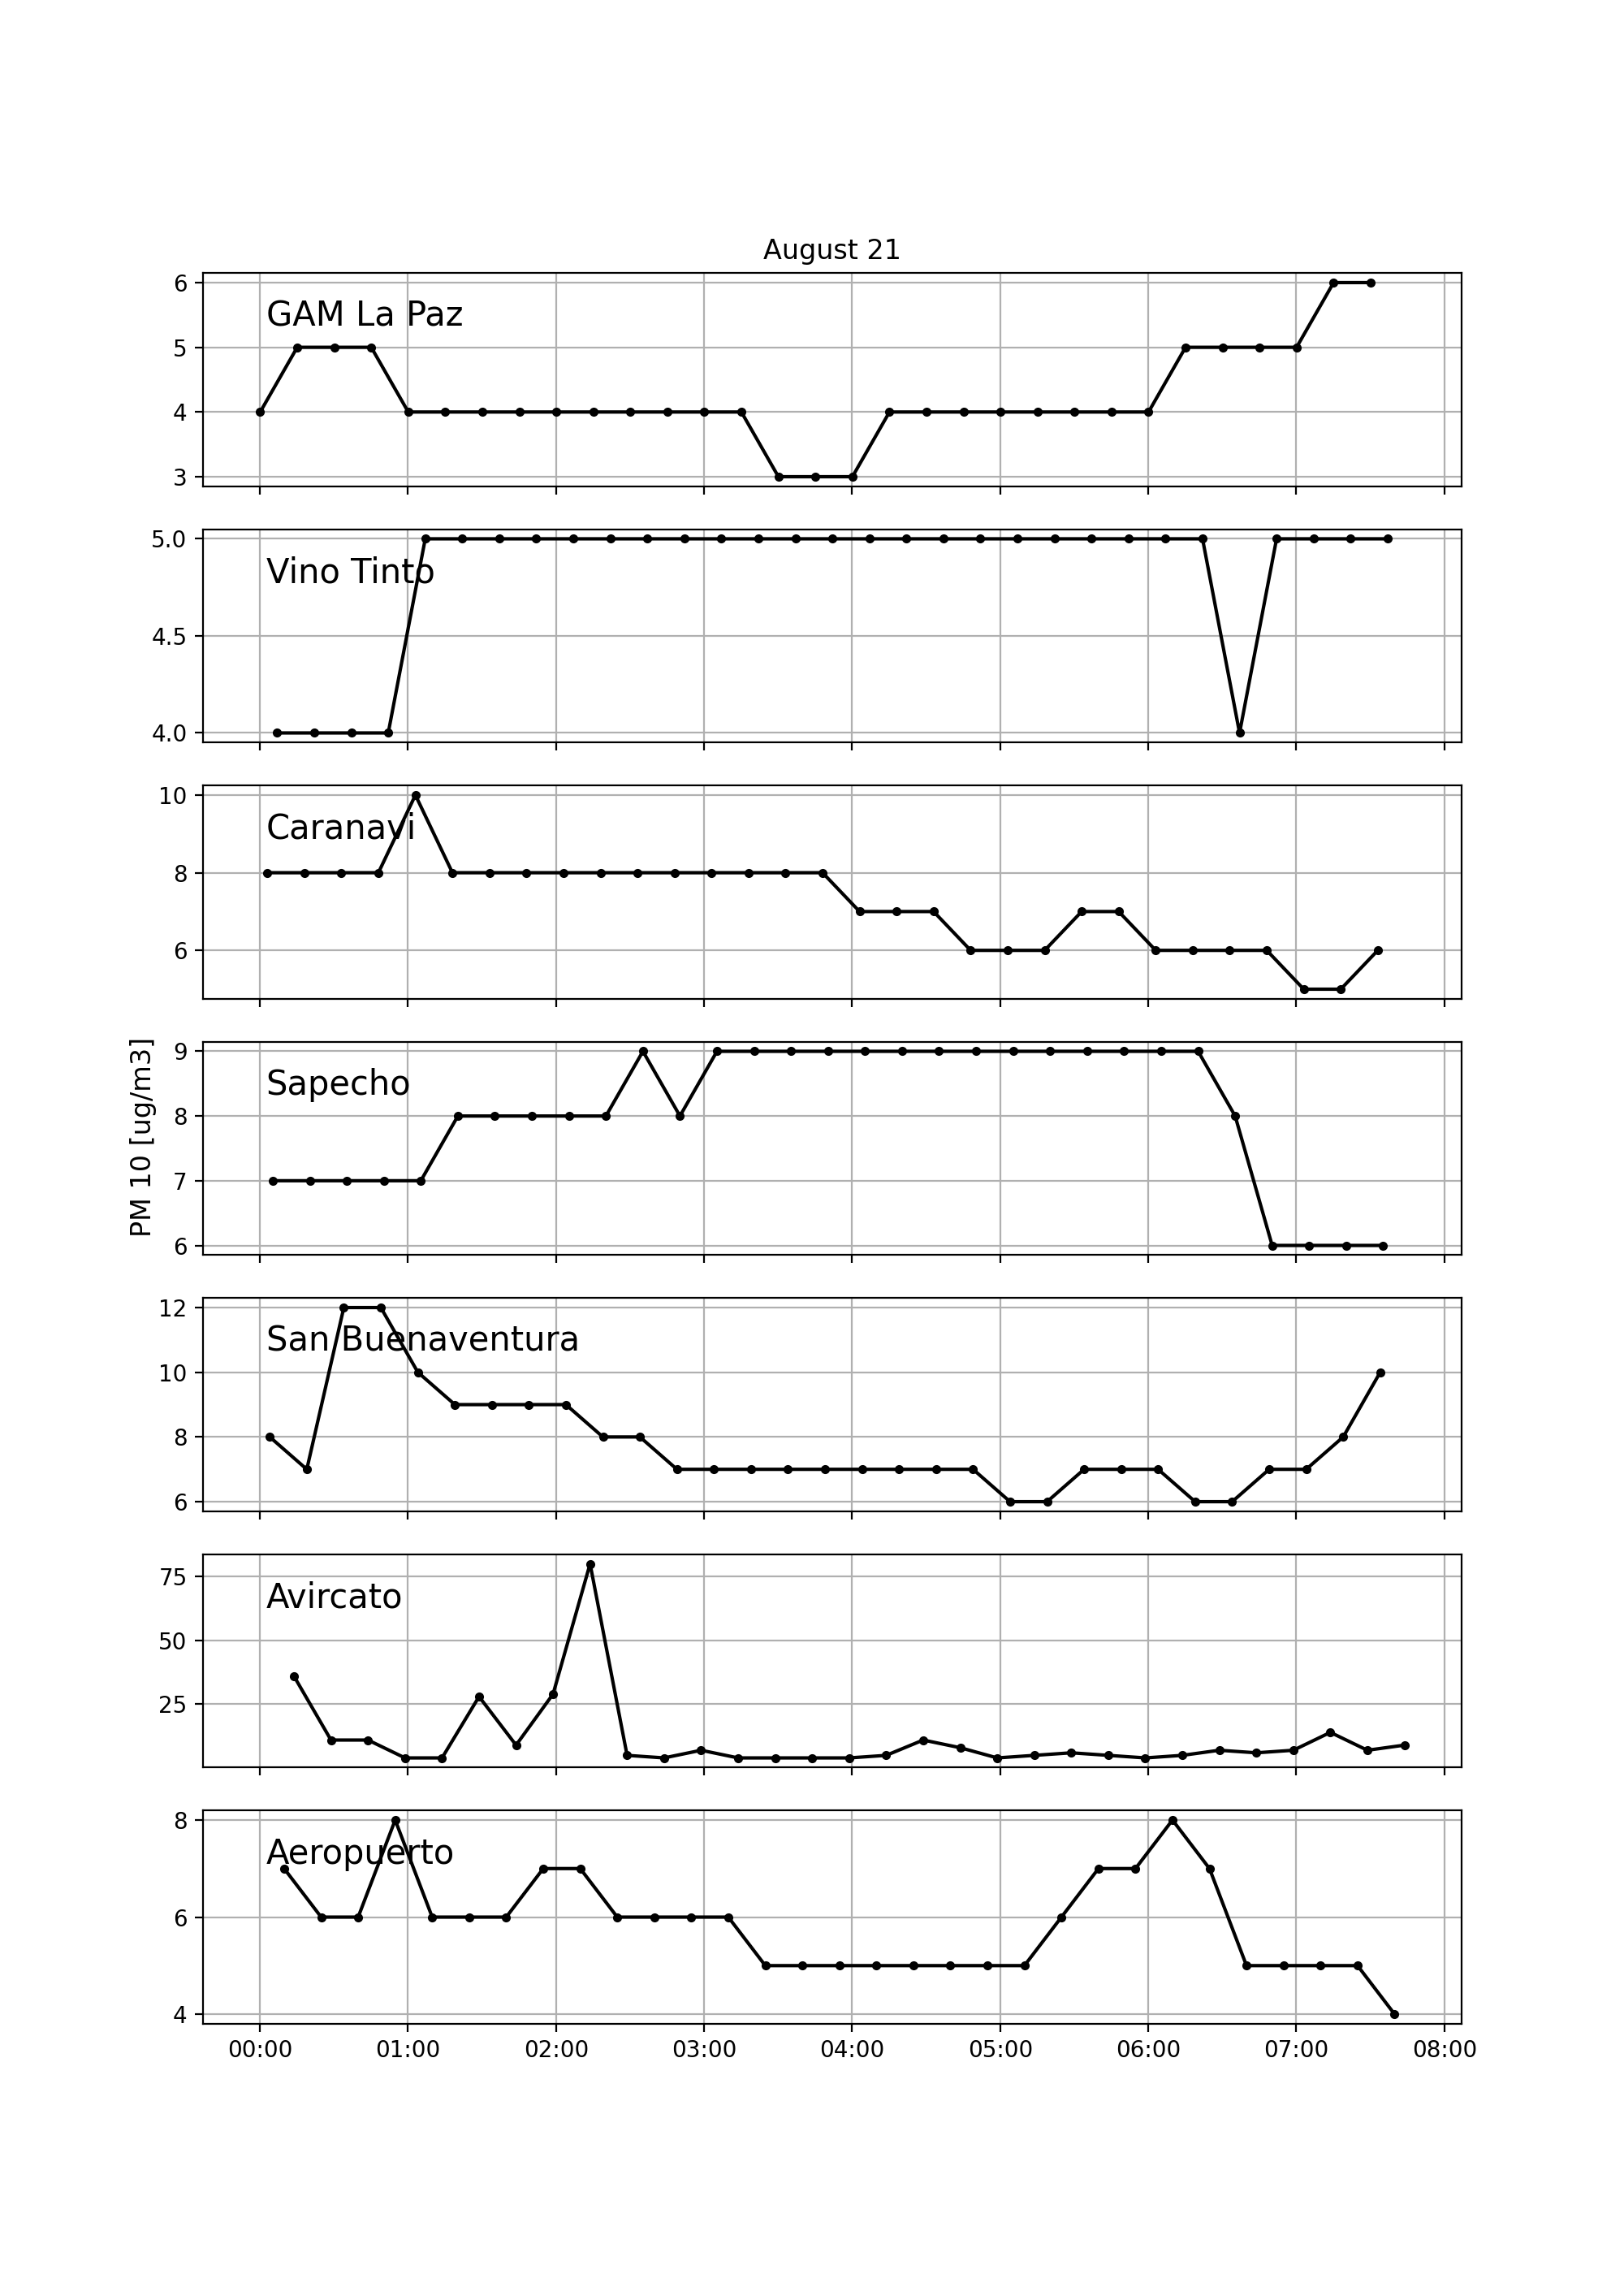 August 21
6
GAM La Paz
5
4
3
5.0
Vino Tinto
4.5
4.0
10
Caranavi
8
6
PM 10 [ug/m3]
9
Sapecho
8
7
6
12
San Buenaventura
10
8
6
75
Avircato
50
25
8
Aeropuerto
6
4
00:00 01:00 02:00 03:00 04:00 05:00 06:00 07:00 08:00